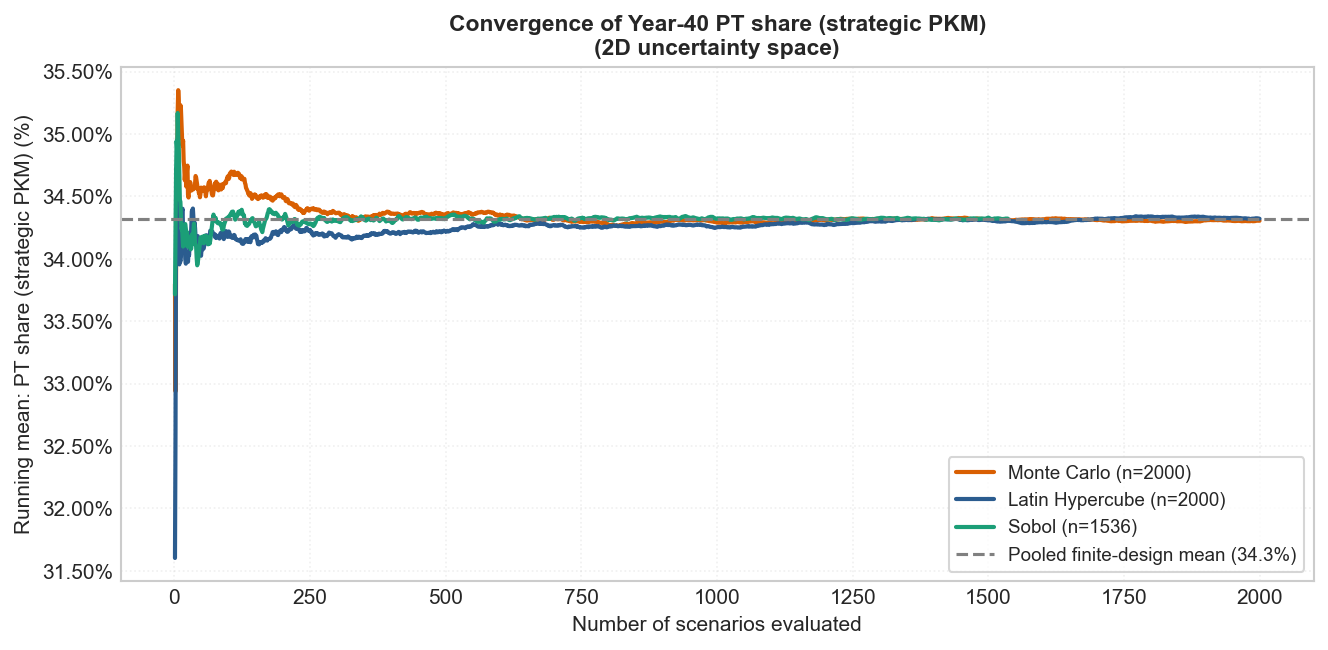 Convergence of Year-40 PT share (strategic PKM)
(2D uncertainty space)
Running mean: PT share (strategic PKM) (%)
35.50%
35.00%
34.50%
34.00%
33.50%
33.00%
32.50%
32.00%
31.50%
0
250
500
750
1000
1250
1500
1750
2000
Number of scenarios evaluated
Monte Carlo (n=2000)
Latin Hypercube (n=2000)
Sobol (n=1536)
Pooled finite-design mean (34.3%)